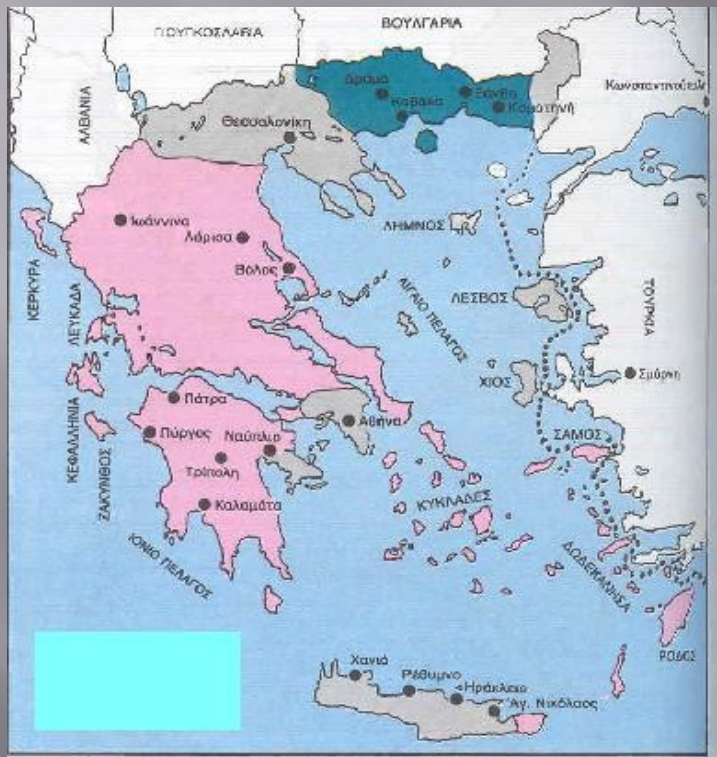 ΓΙΟΥΓΚΟΣΛΑΒΙΑ
ΒΟΥΛΓΑΡΙΑ
ΑΛΒΑΝΙΑ
Δράμα
Ξάνθη
Καβάλα
Κομοτηνή
Κωνσταντινούπολη
Θεσσαλονίκη
Ιωάννινα
Λάρισα
Βόλος
ΛΗΜΝΟΣ
ΚΕΡΚΥΡΑ
ΛΕΥΚΑΔΑ
ΑΙΓΑΙΟ ΠΕΛΑΓΟΣ
ΛΕΣΒΟΣ
ΤΟΥΡΚΙΑ
ΧΙΟΣ
Σμύρνη
ΚΕΦΑΛΛΗΝΙΑ
ΖΑΚΥΝΘΟΣ
Πάτρα
Πύργος
Ναύπλιο
Αθήνα
Τρίπολη
Καλαμάτα
ΣΑΜΟΣ
ΚΥΚΛΑΔΕΣ
ΙΟΝΙΟ ΠΕΛΑΓΟΣ
ΔΩΔΕΚΑΝΗΣΑ
ΡΟΔΟΣ
Χανιά
Ρέθυμνο
Ηράκλειο
Αγ. Νικόλαος